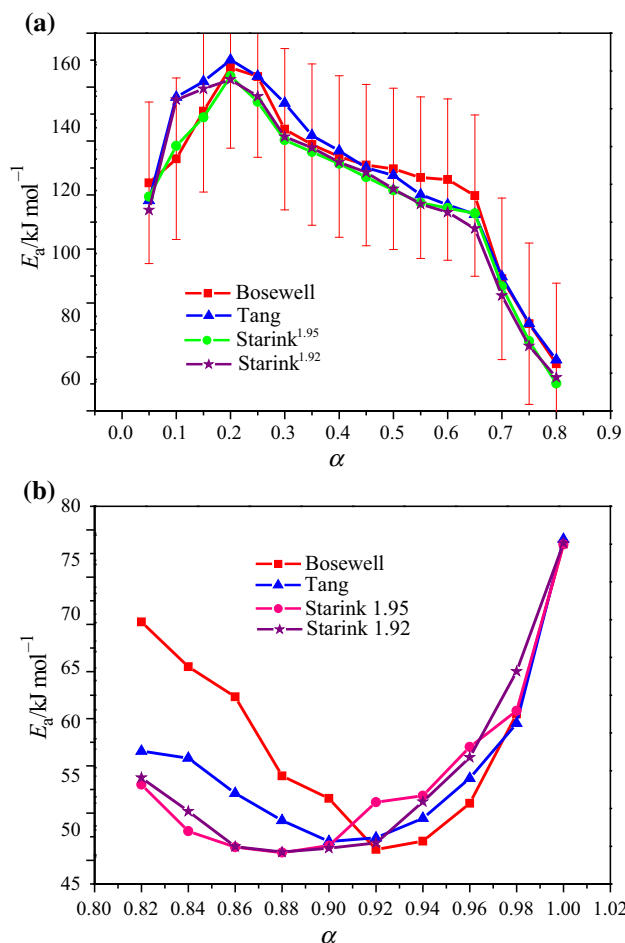 (a)
160
140
120
100
80
60
Eₐ/kJ mol⁻¹
Bosewell
Tang
Starink¹·⁹⁵
Starink¹·⁹²
0.0 0.1 0.2 0.3 0.4 0.5 0.6 0.7 0.8 0.9
α
(b)
80
75
70
65
60
55
50
45
Eₐ/kJ mol⁻¹
Bosewell
Tang
Starink 1.95
Starink 1.92
0.80 0.82 0.84 0.86 0.88 0.90 0.92 0.94 0.96 0.98 1.00 1.02
α